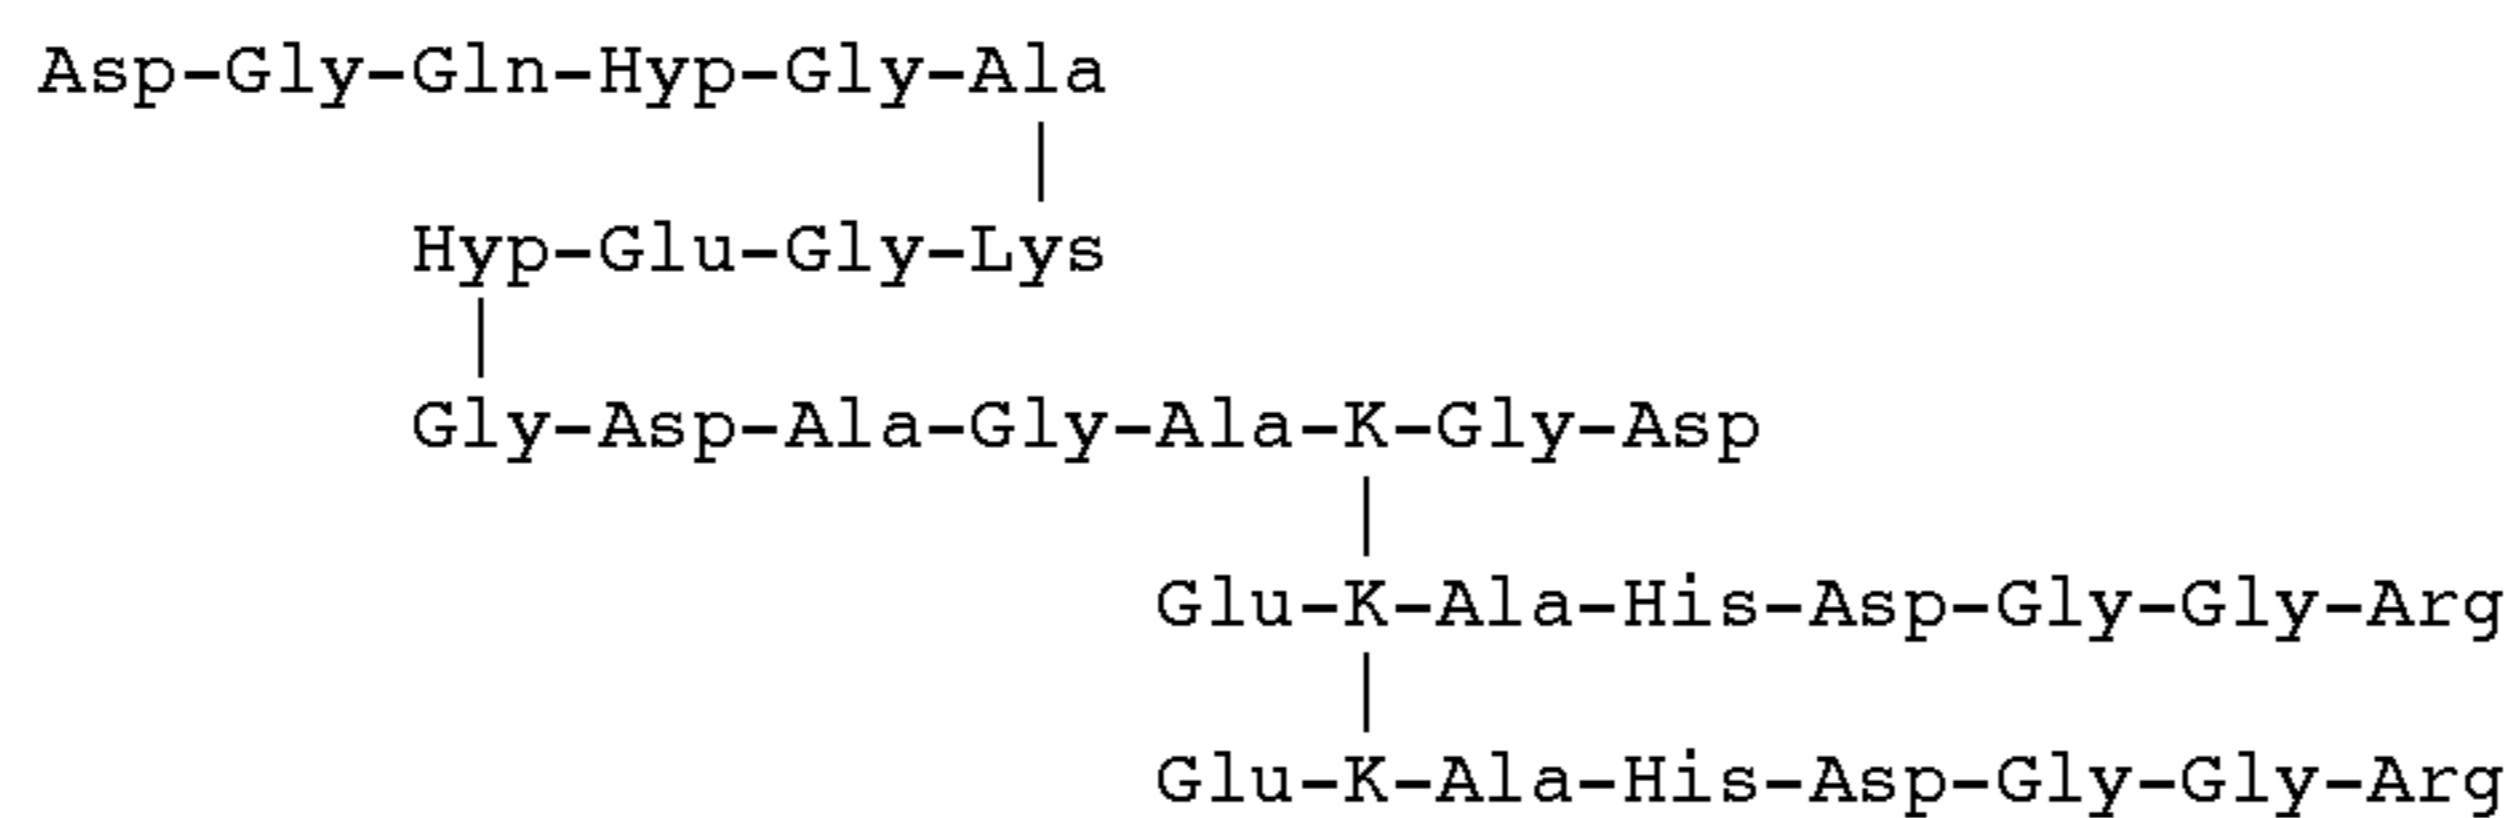 Asp-Gly-Gln-Hyp-Gly-Ala
Hyp-Glu-Gly-Lys
Gly-Asp-Ala-Gly-Ala-K-Gly-Asp
Glu-K-Ala-His-Asp-Gly-Gly-Arg
Glu-K-Ala-His-Asp-Gly-Gly-Arg